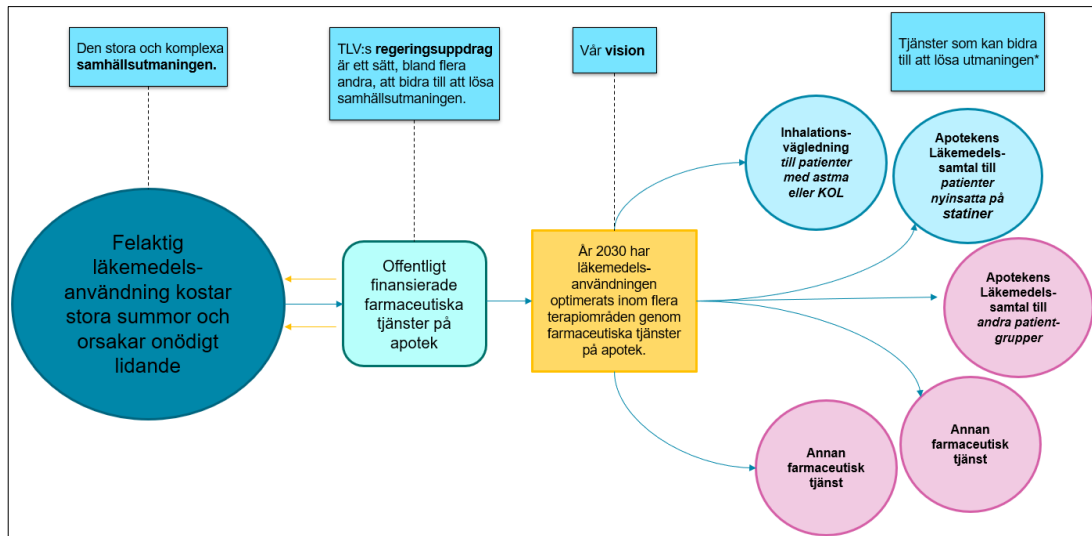 Den stora och komplexa
samhällsutmaningen.
TLV:s regeringsuppdrag
är ett sätt, bland flera
andra, att bidra till att lösa
samhällsutmaningen.
Vår vision
Tjänster som kan bidra
till att lösa utmaningen*
Felaktig
läkemedels-
användning kostar
stora summor och
orsakar onödigt
lidande
Offentligt
finansierade
farmaceutiska
tjänster på
apotek
År 2030 har
läkemedels-
användningen
optimerats inom flera
terapiområden genom
farmaceutiska tjänster
på apotek.
Inhalations-
vägledning
till patienter
med astma
eller KOL
Apotekens
Läkemedels-
samtal till
patienter
nyinsatta på
statiner
Apotekens
Läkemedels-
samtal till
andra patient-
grupper
Annan
farmaceutisk
tjänst
Annan
farmaceutisk
tjänst